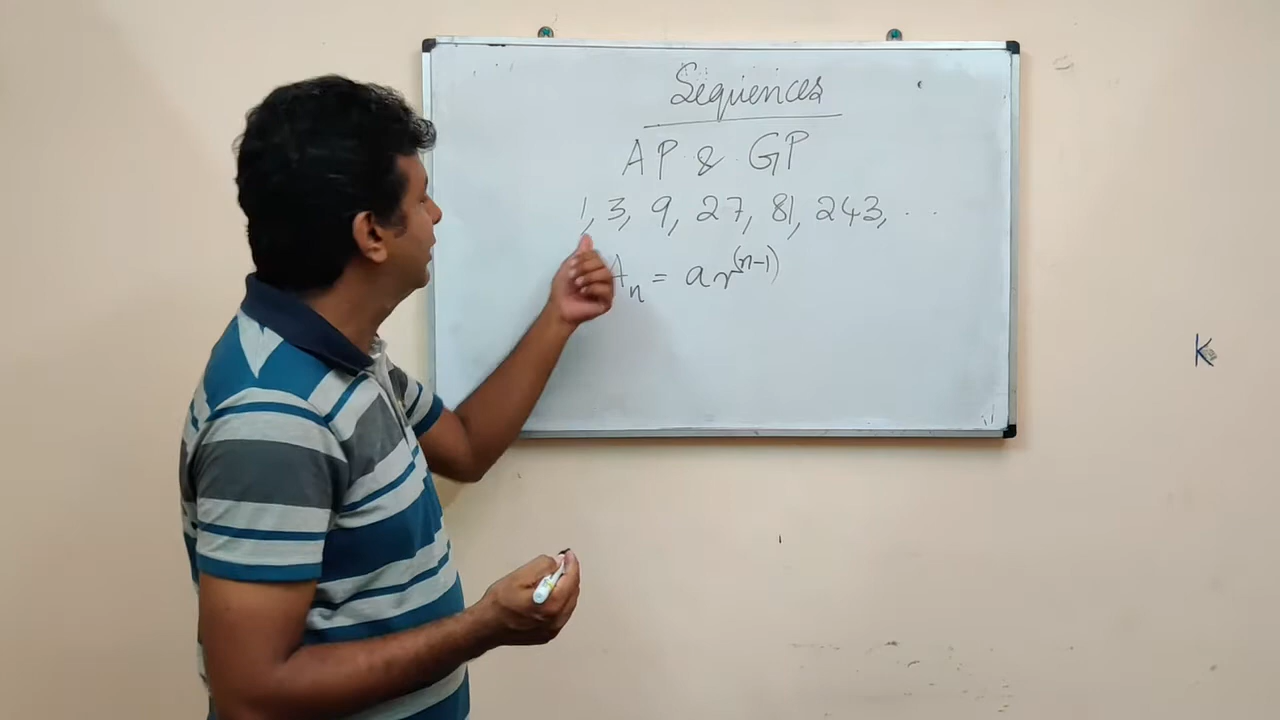 Sequences
AP & GP
1, 3, 9, 27, 81, 243, ..
Aₙ = ar⁽ⁿ⁻¹⁾
K